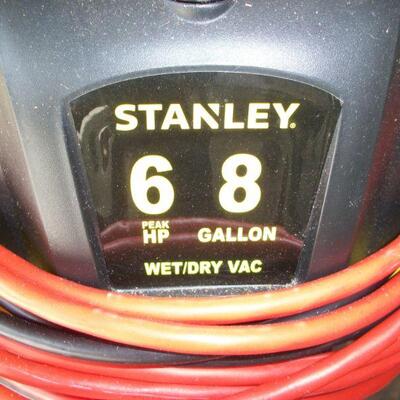 STANLEY.
6 8
PEAK
HP GALLON
WET/DRY VAC